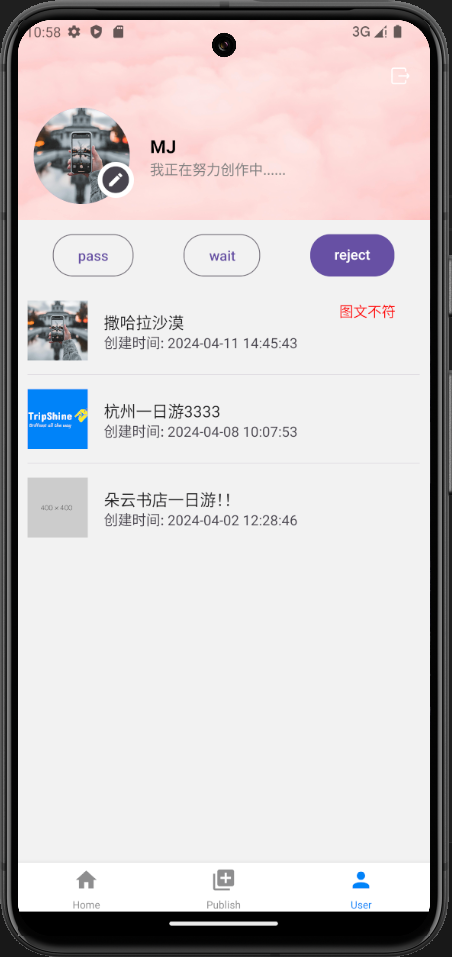 10:58
3G
MJ
我正在努力创作中......
pass
wait
reject
撒哈拉沙漠
图文不符
创建时间: 2024-04-11 14:45:43
TripShine
Brilliant all the way
杭州一日游3333
创建时间: 2024-04-08 10:07:53
400 × 400
朵云书店一日游！！
创建时间: 2024-04-02 12:28:46
Home
Publish
User